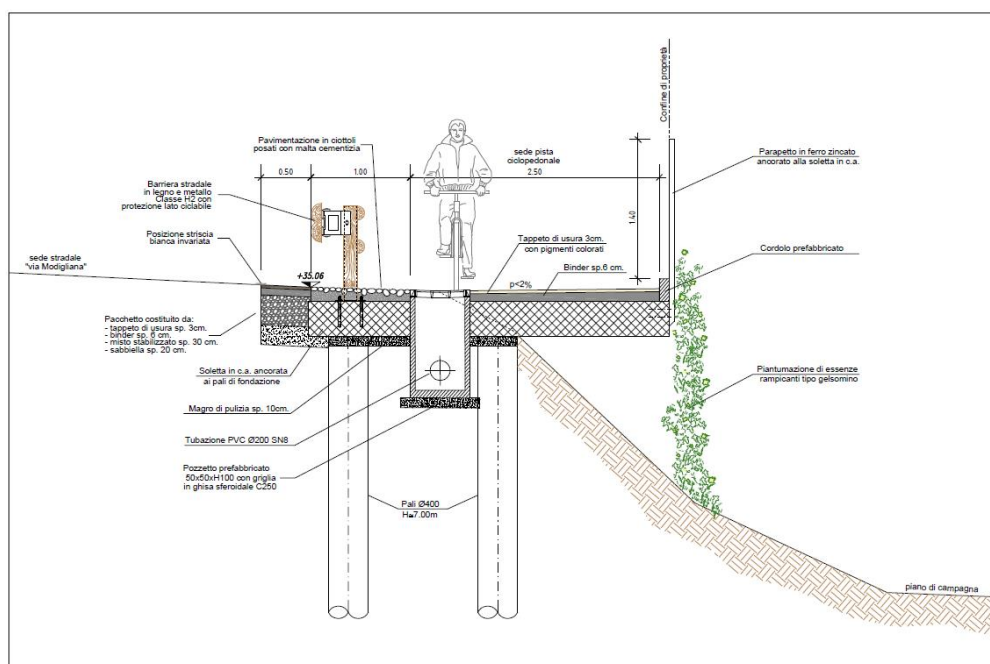 Confine di proprietà
Pavimentazione in ciottoli
posati con malta cementizia
sede pista
ciclopedonale
Parapetto in ferro zincato
ancorato alla soletta in c.a.
0.50
1.00
2.50
1.40
Barriera stradale
in legno e metallo
Classe H2 con
protezione lato ciclabile
Posizione striscia
bianca invariata
sede stradale
"via Modigliana"
+35.06
Tappeto di usura 3cm.
con pigmenti colorati
Cordolo prefabbricato
p<2%
Binder sp.6 cm.
Pacchetto costituito da:
- tappeto di usura sp. 3cm.
- binder sp. 6 cm.
- misto stabilizzato sp. 30 cm.
- sabbiella sp. 20 cm.
Soletta in c.a. ancorata
ai pali di fondazione
Piantumazione di essenze
rampicanti tipo gelsomino
Magro di pulizia sp. 10cm.
Tubazione PVC Ø200 SN8
Pozzetto prefabbricato
50x50xH100 con griglia
in ghisa sferoidale C250
Pali Ø400
H=7.00m
piano di campagna